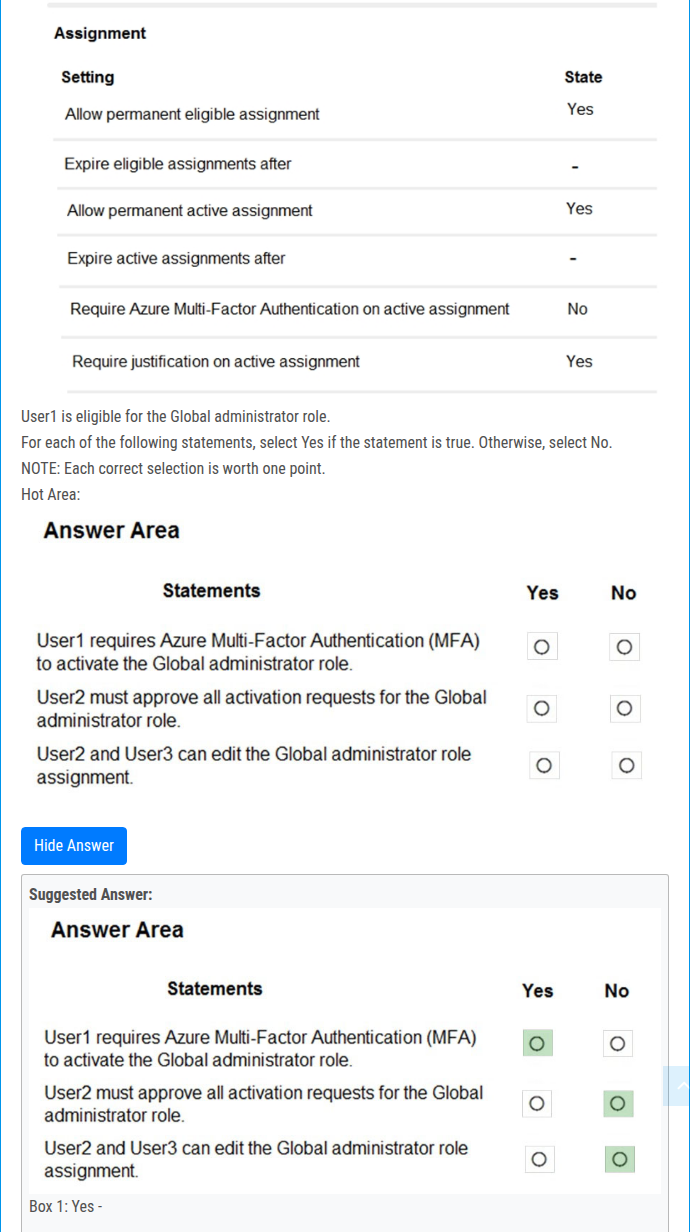 Assignment
Setting State
Allow permanent eligible assignment Yes
Expire eligible assignments after -
Allow permanent active assignment Yes
Expire active assignments after -
Require Azure Multi-Factor Authentication on active assignment No
Require justification on active assignment Yes
User1 is eligible for the Global administrator role.
For each of the following statements, select Yes if the statement is true. Otherwise, select No.
NOTE: Each correct selection is worth one point.
Hot Area:
Answer Area
Statements Yes No
User1 requires Azure Multi-Factor Authentication (MFA)
to activate the Global administrator role.
User2 must approve all activation requests for the Global
administrator role.
User2 and User3 can edit the Global administrator role
assignment.
Hide Answer
Suggested Answer:
Answer Area
Statements Yes No
User1 requires Azure Multi-Factor Authentication (MFA)
to activate the Global administrator role.
User2 must approve all activation requests for the Global
administrator role.
User2 and User3 can edit the Global administrator role
assignment.
Box 1: Yes -